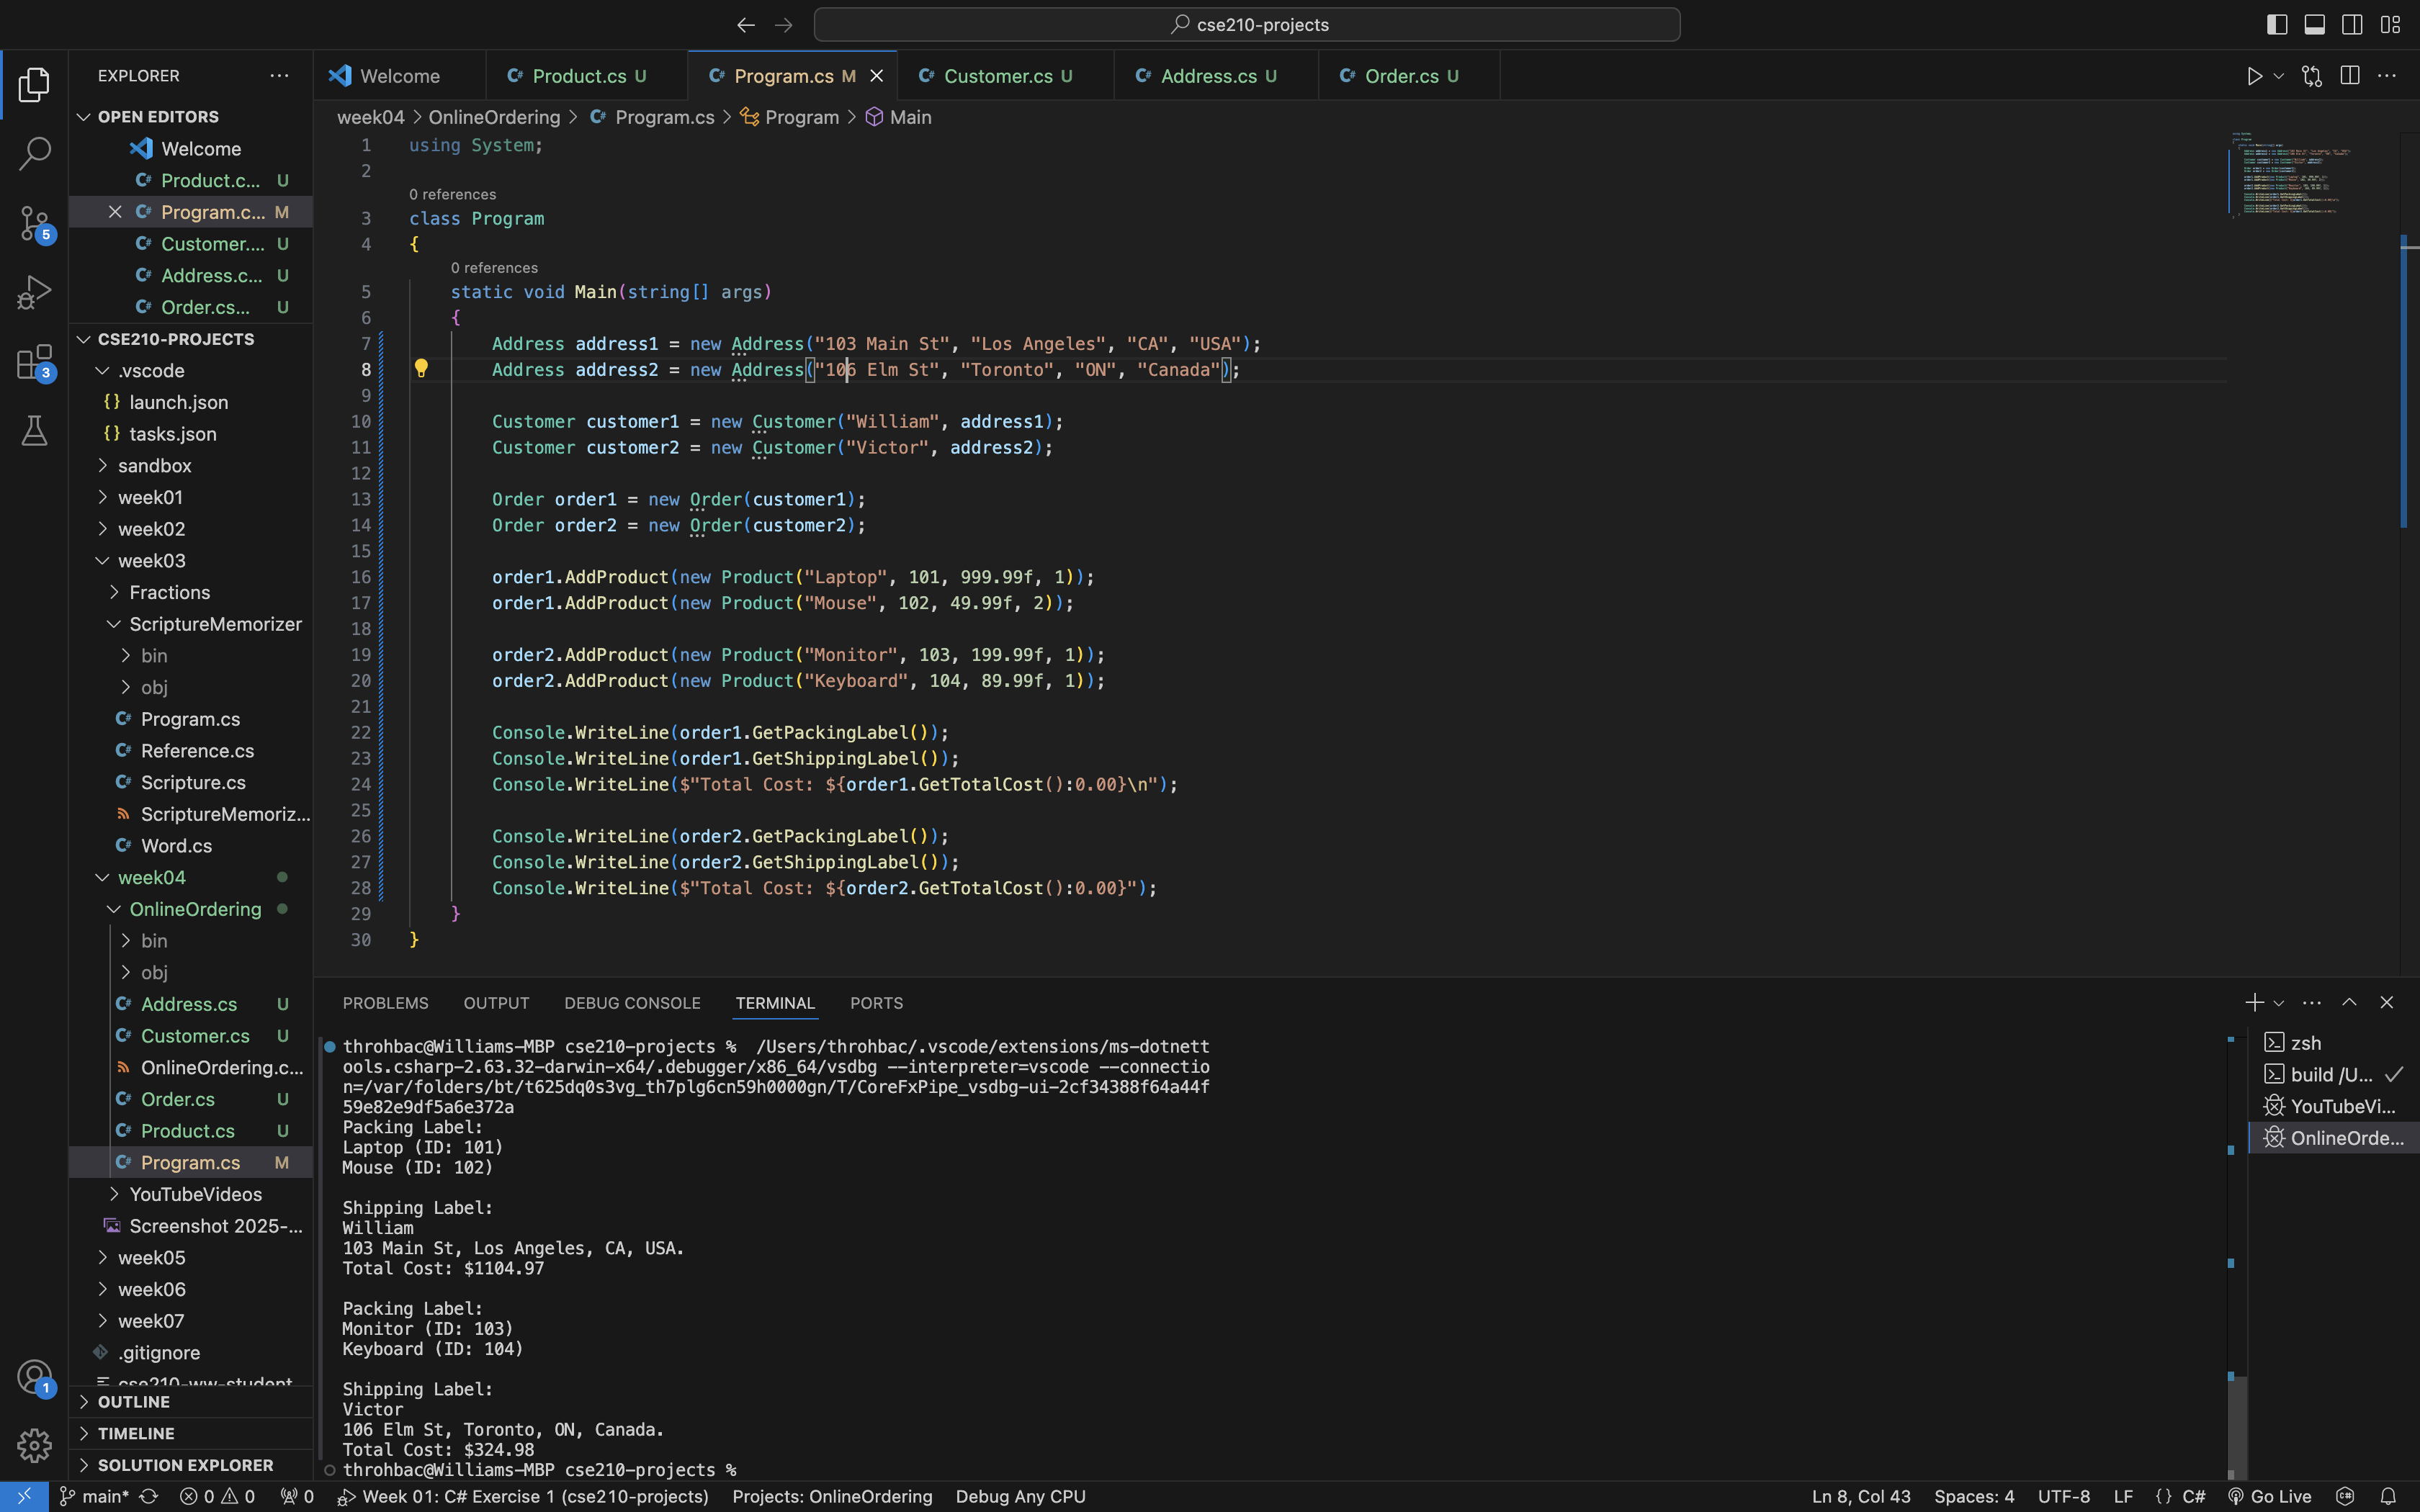 cse210-projects
EXPLORER
Welcome
Product.cs U
Program.cs M
Customer.cs U
Address.cs U
Order.cs U
OPEN EDITORS
Welcome
Product.c... U
Program.c... M
Customer.... U
Address.c... U
Order.cs... U
CSE210-PROJECTS
.vscode
{} launch.json
{} tasks.json
sandbox
week01
week02
week03
Fractions
ScriptureMemorizer
bin
obj
C# Program.cs
C# Reference.cs
C# Scripture.cs
ScriptureMemoriz...
C# Word.cs
week04
OnlineOrdering
bin
obj
C# Address.cs U
C# Customer.cs U
OnlineOrdering.c...
C# Order.cs U
C# Product.cs U
C# Program.cs M
YouTubeVideos
Screenshot 2025-...
week05
week06
week07
.gitignore
cse210-ww-student
OUTLINE
TIMELINE
SOLUTION EXPLORER
5
3
1
week04 > OnlineOrdering > C# Program.cs > Program > Main
1 using System;
2
0 references
3 class Program
4 {
0 references
5 static void Main(string[] args)
6 {
7 Address address1 = new Address("103 Main St", "Los Angeles", "CA", "USA");
8 Address address2 = new Address("106 Elm St", "Toronto", "ON", "Canada");
9
10 Customer customer1 = new Customer("William", address1);
11 Customer customer2 = new Customer("Victor", address2);
12
13 Order order1 = new Order(customer1);
14 Order order2 = new Order(customer2);
15
16 order1.AddProduct(new Product("Laptop", 101, 999.99f, 1));
17 order1.AddProduct(new Product("Mouse", 102, 49.99f, 2));
18
19 order2.AddProduct(new Product("Monitor", 103, 199.99f, 1));
20 order2.AddProduct(new Product("Keyboard", 104, 89.99f, 1));
21
22 Console.WriteLine(order1.GetPackingLabel());
23 Console.WriteLine(order1.GetShippingLabel());
24 Console.WriteLine($"Total Cost: ${order1.GetTotalCost():0.00}\n");
25
26 Console.WriteLine(order2.GetPackingLabel());
27 Console.WriteLine(order2.GetShippingLabel());
28 Console.WriteLine($"Total Cost: ${order2.GetTotalCost():0.00}");
29 }
30 }
PROBLEMS OUTPUT DEBUG CONSOLE TERMINAL PORTS
throhbac@Williams-MBP cse210-projects % /Users/throhbac/.vscode/extensions/ms-dotnett
ools.csharp-2.63.32-darwin-x64/.debugger/x86_64/vsdbg --interpreter=vscode --connectio
n=/var/folders/bt/t625dq0s3vg_th7plg6cn59h0000gn/T/CoreFxPipe_vsdbg-ui-2cf34388f64a44f
59e82e9df5a6e372a
Packing Label:
Laptop (ID: 101)
Mouse (ID: 102)
Shipping Label:
William
103 Main St, Los Angeles, CA, USA.
Total Cost: $1104.97
Packing Label:
Monitor (ID: 103)
Keyboard (ID: 104)
Shipping Label:
Victor
106 Elm St, Toronto, ON, Canada.
Total Cost: $324.98
throhbac@Williams-MBP cse210-projects %
zsh
build /U...
YouTubeVi...
OnlineOrde...
main* 0 0 0 Week 01: C# Exercise 1 (cse210-projects) Projects: OnlineOrdering Debug Any CPU Ln 8, Col 43 Spaces: 4 UTF-8 LF {} C# Go Live